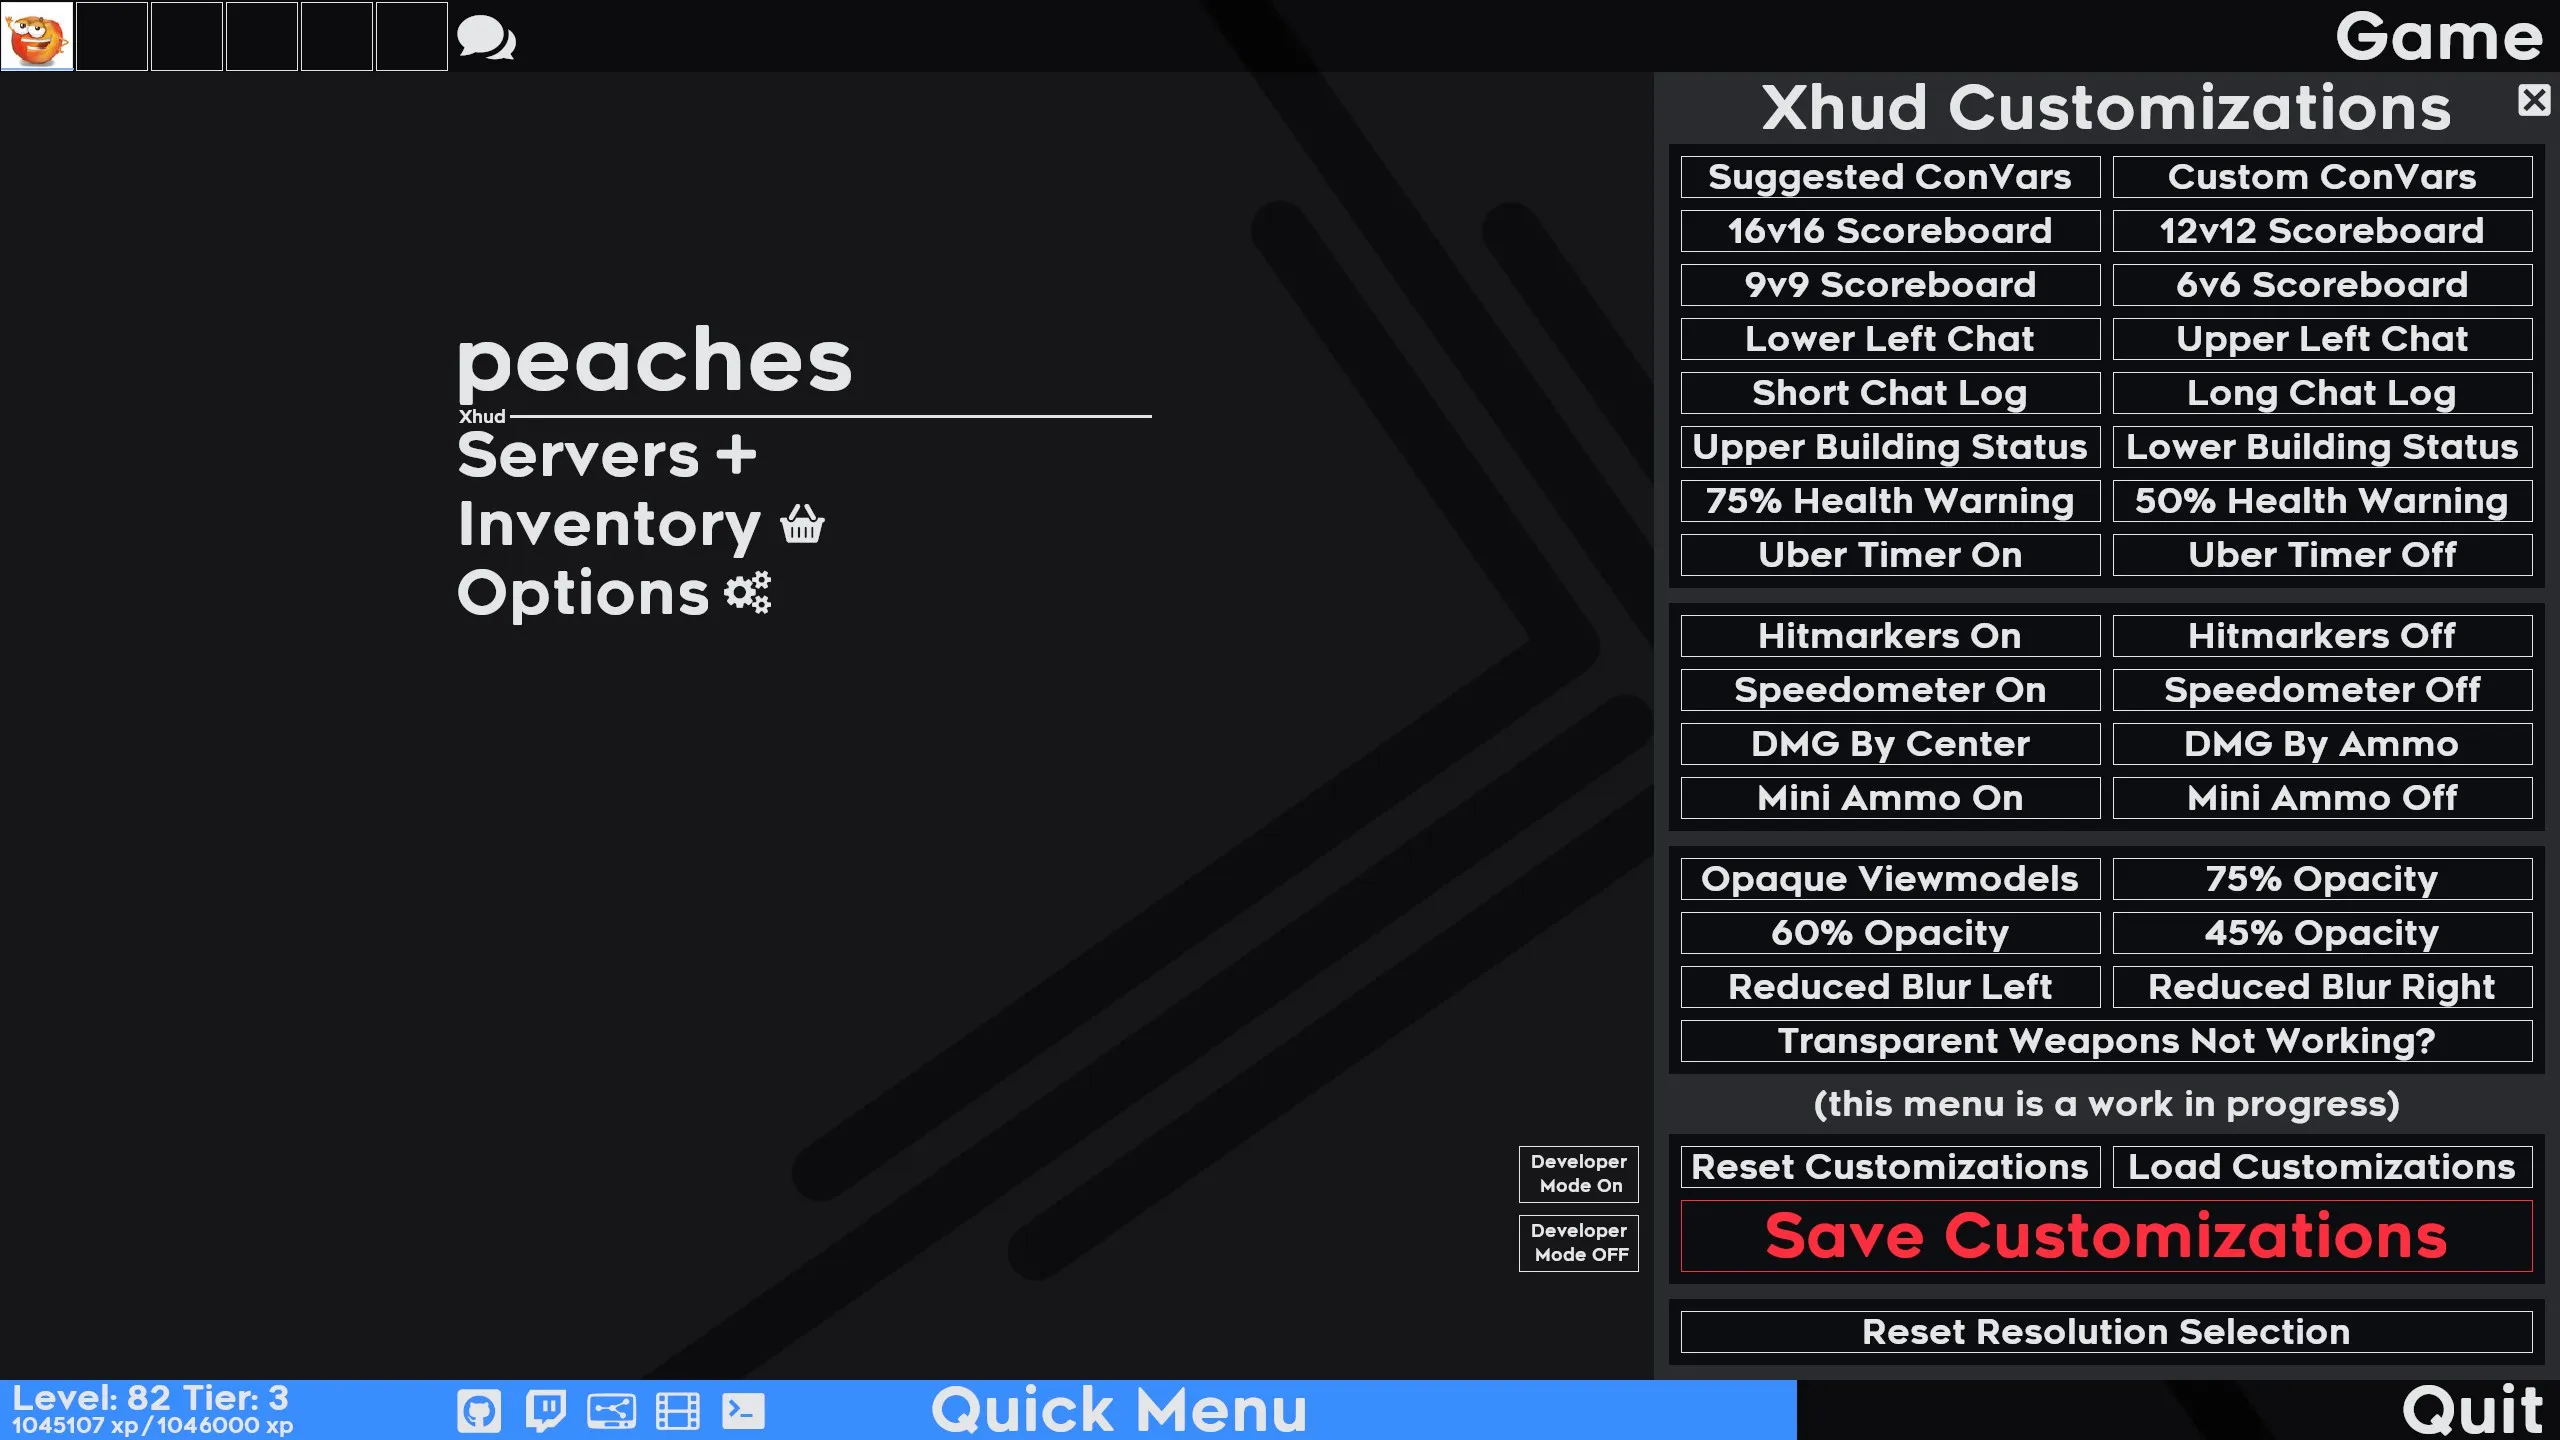 Game
peaches
Xhud
Servers
Inventory
Options
Xhud Customizations
Suggested ConVars Custom ConVars
16v16 Scoreboard 12v12 Scoreboard
9v9 Scoreboard 6v6 Scoreboard
Lower Left Chat Upper Left Chat
Short Chat Log Long Chat Log
Upper Building Status Lower Building Status
75% Health Warning 50% Health Warning
Uber Timer On Uber Timer Off
Hitmarkers On Hitmarkers Off
Speedometer On Speedometer Off
DMG By Center DMG By Ammo
Mini Ammo On Mini Ammo Off
Opaque Viewmodels 75% Opacity
60% Opacity 45% Opacity
Reduced Blur Left Reduced Blur Right
Transparent Weapons Not Working?
(this menu is a work in progress)
Reset Customizations Load Customizations
Save Customizations
Reset Resolution Selection
Developer
Mode On
Developer
Mode OFF
Level: 82 Tier: 3
1045107 xp/1046000 xp
Quick Menu
Quit